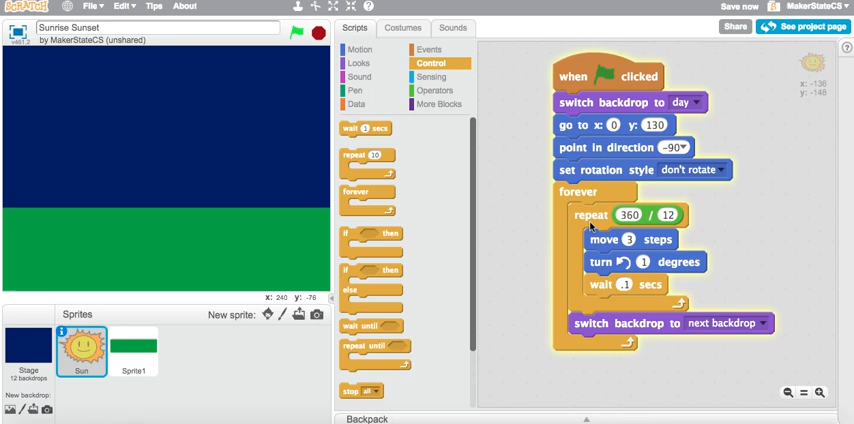 SCRATCH File▾ Edit▾ Tips About Save now MakerStateCS▾
v461.2 Sunrise Sunset
by MakerStateCS (unshared)
Scripts Costumes Sounds
Share See project page
Motion Events
Looks Control
Sound Sensing
Pen Operators
Data More Blocks
wait 1 secs
repeat 10
forever
if then
if then
else
wait until
repeat until
stop all
when clicked
switch backdrop to day
go to x: 0 y: 130
point in direction -90▾
set rotation style don't rotate
forever
repeat 360 / 12
move 3 steps
turn 1 degrees
wait .1 secs
switch backdrop to next backdrop
x: -136
y: -148
X: 240 y: -76
Sprites New sprite:
Stage
12 backdrops
New backdrop:
Sun
Sprite1
Backpack